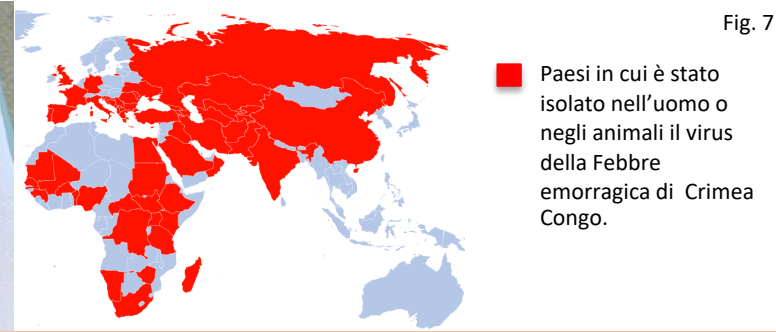 Fig. 7
Paesi in cui è stato
isolato nell’uomo o
negli animali il virus
della Febbre
emorragica di  Crimea
Congo.